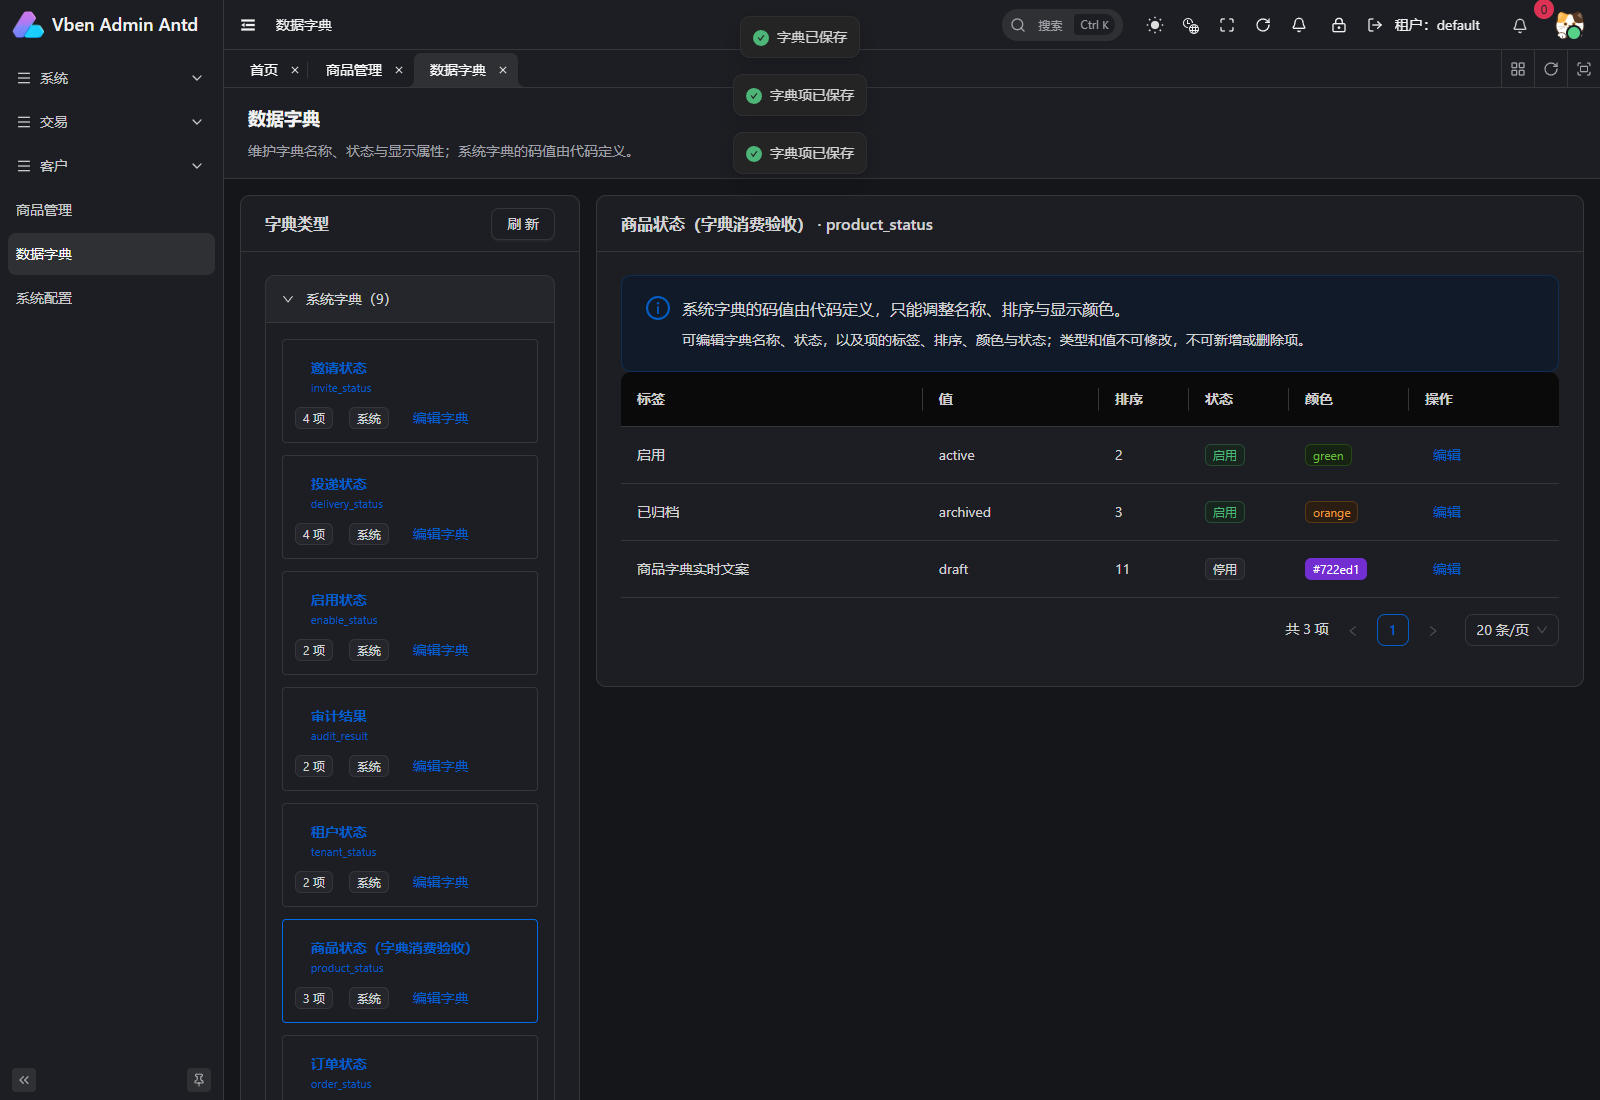 Vben Admin Antd
数据字典
搜索 Ctrl K
租户：default
0
系统
交易
客户
商品管理
数据字典
系统配置
首页
商品管理
数据字典
字典已保存
字典项已保存
字典项已保存
数据字典
维护字典名称、状态与显示属性；系统字典的码值由代码定义。
字典类型
刷 新
系统字典（9）
邀请状态
invite_status
4 项 系统 编辑字典
投递状态
delivery_status
4 项 系统 编辑字典
启用状态
enable_status
2 项 系统 编辑字典
审计结果
audit_result
2 项 系统 编辑字典
租户状态
tenant_status
2 项 系统 编辑字典
商品状态（字典消费验收）
product_status
3 项 系统 编辑字典
订单状态
order_status
商品状态（字典消费验收） · product_status
系统字典的码值由代码定义，只能调整名称、排序与显示颜色。
可编辑字典名称、状态，以及项的标签、排序、颜色与状态；类型和值不可修改，不可新增或删除项。
标签 值 排序 状态 颜色 操作
启用 active 2 启用 green 编辑
已归档 archived 3 启用 orange 编辑
商品字典实时文案 draft 11 停用 #722ed1 编辑
共 3 项 1 20 条/页